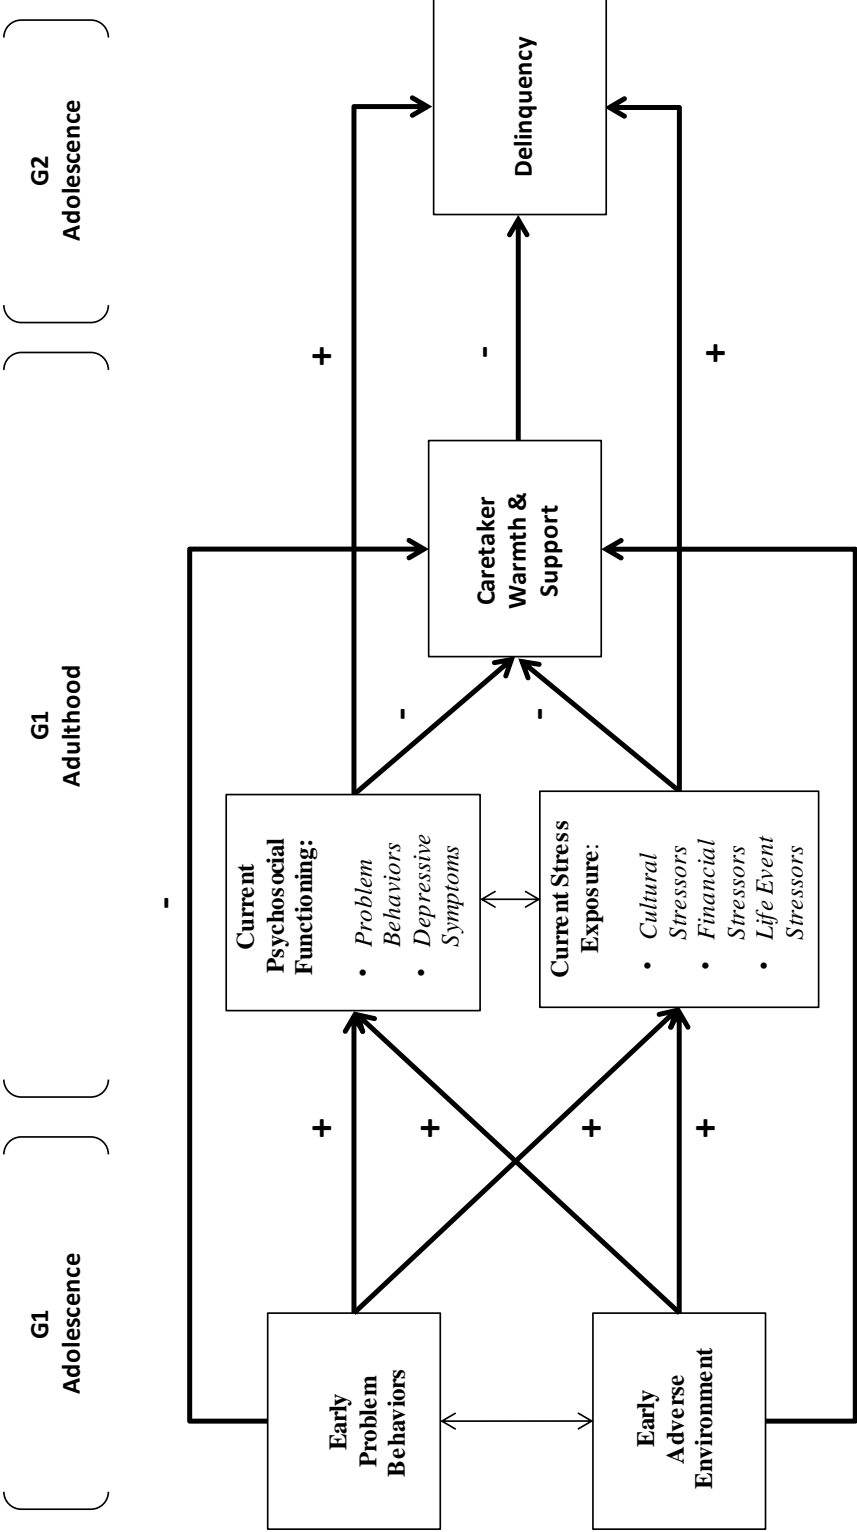 G1
Adolescence
G1
Adulthood
G2
Adolescence
-
Early
Problem
Behaviors
Early
Adverse
Environment
+
+
+
+
Current
Psychosocial
Functioning:
• Problem
Behaviors
• Depressive
Symptoms
Current Stress
Exposure:
• Cultural
Stressors
• Financial
Stressors
• Life Event
Stressors
-
-
Caretaker
Warmth &
Support
+
-
+
Delinquency